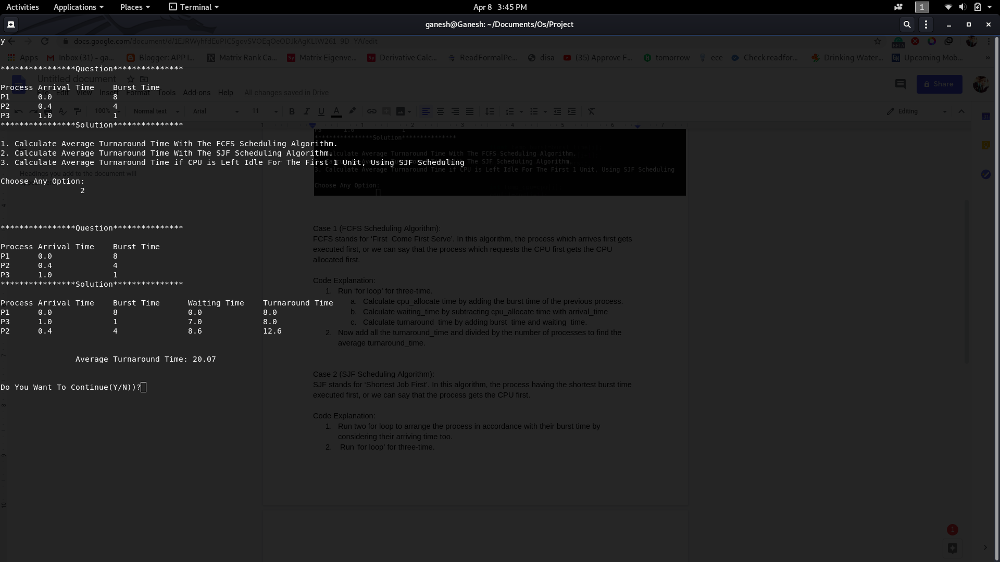 Activities Applications Places Terminal Apr 8 3:45 PM 1
ganesh@Ganesh: ~/Documents/Os/Project
y
docs.google.com/document/d/
Apps Inbox (31) - ga... Blogger: APP I... Matrix Rank Ca... Matrix Eigenve... Derivative Calc... ReadFormalPe... disa (35) Approve F... tomorrow ece Check readfor... Drinking Water... Upcoming Mob... »
****************Question***************
Untitled document
Share
Process Arrival Time Burst Time
File Edit View Insert Format Tools Add-ons Help All changes saved in Drive
P1 0.0 8
P2 0.4 4
100% Normal text Arial 11 B I U A Editing
P3 1.0 1
****************Solution***************
1 1 2 3 4 5 6 7
P3 1.0 1
****************Solution***************
1. Calculate Average Turnaround Time With The FCFS Scheduling Algorithm.
2. Calculate Average Turnaround Time With The SJF Scheduling Algorithm.
3. Calculate Average Turnaround Time if CPU is Left Idle For The First 1 Unit, Using SJF Scheduling
Calculate Average Turnaround Time With The FCFS Scheduling Algorithm.
3. Calculate Average Turnaround Time if CPU is Left Idle For The First 1 Unit, Using SJF Scheduling
Headings you add to the document will
Choose Any Option:
Choose Any Option:
2
****************Question***************
Process Arrival Time Burst Time
P1 0.0 8
P2 0.4 4
P3 1.0 1
****************Solution***************
Process Arrival Time Burst Time Waiting Time Turnaround Time
P1 0.0 8 0.0 8.0
P3 1.0 1 7.0 8.0
P2 0.4 4 8.6 12.6
Average Turnaround Time: 20.07
Do You Want To Continue(Y/N))?
Case 1 (FCFS Scheduling Algorithm):
FCFS stands for ‘First Come First Serve’. In this algorithm, the process which arrives first gets
executed first, or we can say that the process which requests the CPU first gets the CPU
allocated first.
Code Explanation:
1. Run ‘for loop’ for three-time.
a. Calculate cpu_allocate time by adding the burst time of the previous process.
b. Calculate waiting_time by subtracting cpu_allocate time with arrival_time
c. Calculate turnaround_time by adding burst_time and waiting_time.
2. Now add all the turnaround_time and divided by the number of processes to find the
average turnaround_time.
Case 2 (SJF Scheduling Algorithm):
SJF stands for ‘Shortest Job First’. In this algorithm, the process having the shortest burst time
executed first, or we can say that the process gets the CPU first.
Code Explanation:
1. Run two for loop to arrange the process in accordance with their burst time by
considering their arriving time too.
2. Run ‘for loop’ for three-time.
1